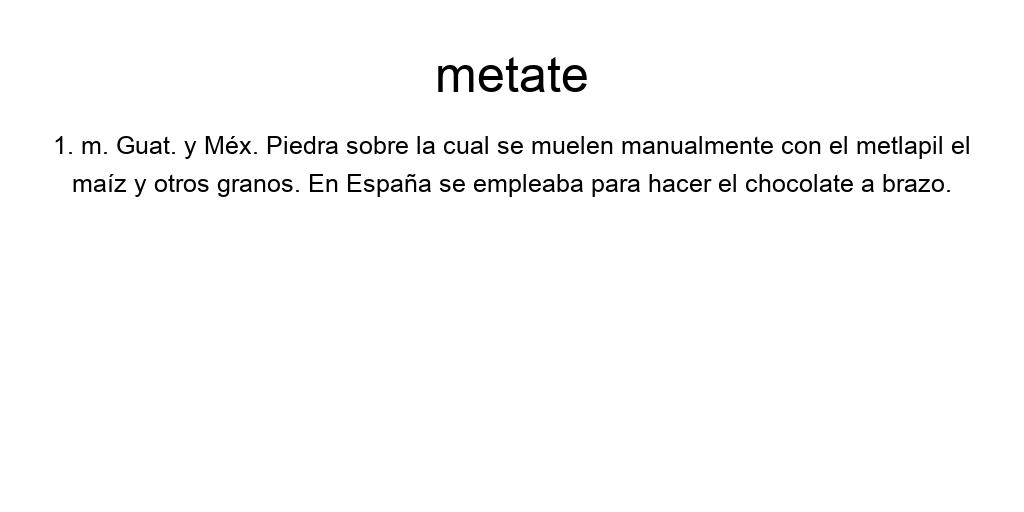 metate
1. m. Guat. y Méx. Piedra sobre la cual se muelen manualmente con el metlapil el
maíz y otros granos. En España se empleaba para hacer el chocolate a brazo.